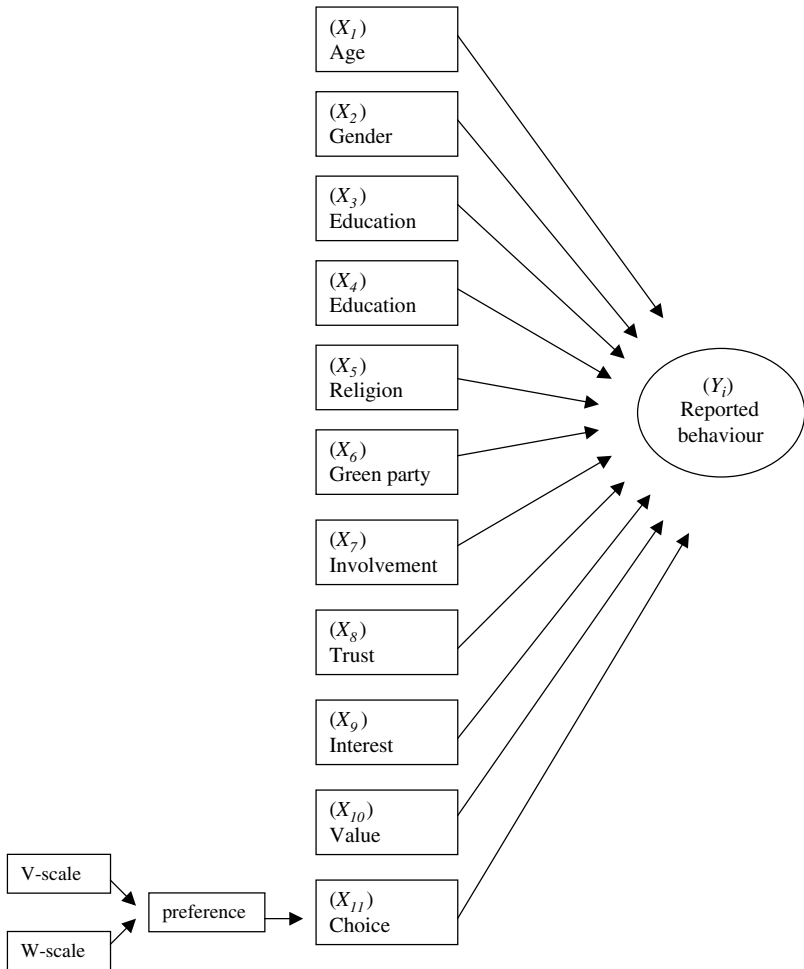 (X₁)
Age
(X₂)
Gender
(X₃)
Education
(X₄)
Education
(X₅)
Religion
(X₆)
Green party
(X₇)
Involvement
(X₈)
Trust
(X₉)
Interest
(X₁₀)
Value
(X₁₁)
Choice
V-scale
W-scale
preference
(Yᵢ)
Reported
behaviour